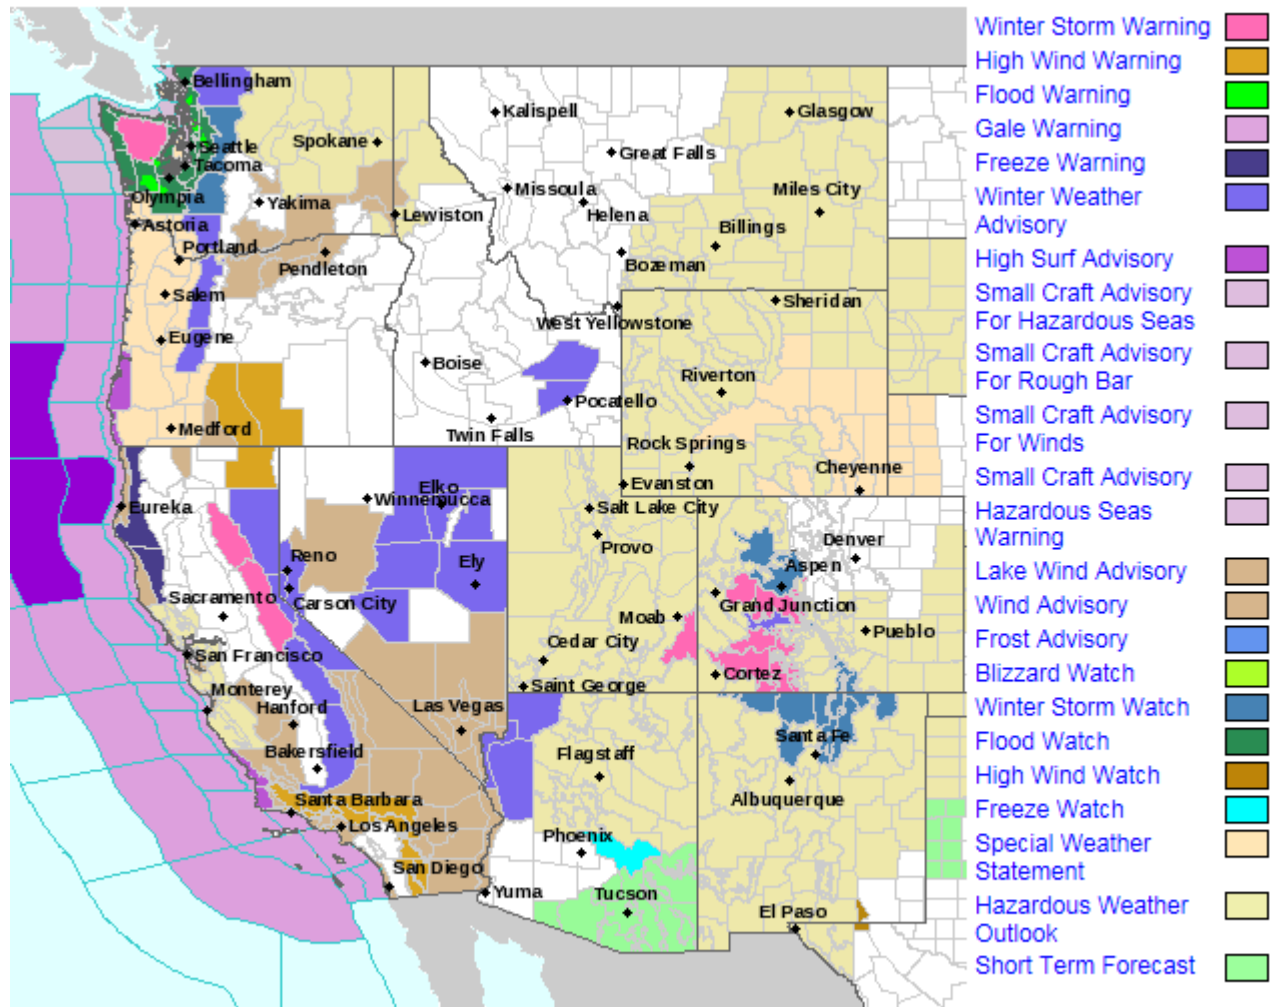 Bellingham
Kalispell
Glasgow
Seattle
Spokane
Great Falls
Tacoma
Missoula
Miles City
Olympia
Yakima
Lewiston
Helena
Astoria
Billings
Portland
Pendleton
Bozeman
Salem
Sheridan
West Yellowstone
Eugene
Boise
Riverton
Pocatello
Medford
Twin Falls
Rock Springs
Cheyenne
Evanston
Elko
Winnemucca
Eureka
Salt Lake City
Provo
Denver
Reno
Ely
Aspen
Sacramento
Carson City
Grand Junction
Moab
Pueblo
San Francisco
Cedar City
Cortez
Monterey
Saint George
Hanford
Las Vegas
Santa Fe
Bakersfield
Flagstaff
Santa Barbara
Albuquerque
Los Angeles
Phoenix
San Diego
Yuma
Tucson
El Paso
Winter Storm Warning
High Wind Warning
Flood Warning
Gale Warning
Freeze Warning
Winter Weather
Advisory
High Surf Advisory
Small Craft Advisory
For Hazardous Seas
Small Craft Advisory
For Rough Bar
Small Craft Advisory
For Winds
Small Craft Advisory
Hazardous Seas
Warning
Lake Wind Advisory
Wind Advisory
Frost Advisory
Blizzard Watch
Winter Storm Watch
Flood Watch
High Wind Watch
Freeze Watch
Special Weather
Statement
Hazardous Weather
Outlook
Short Term Forecast